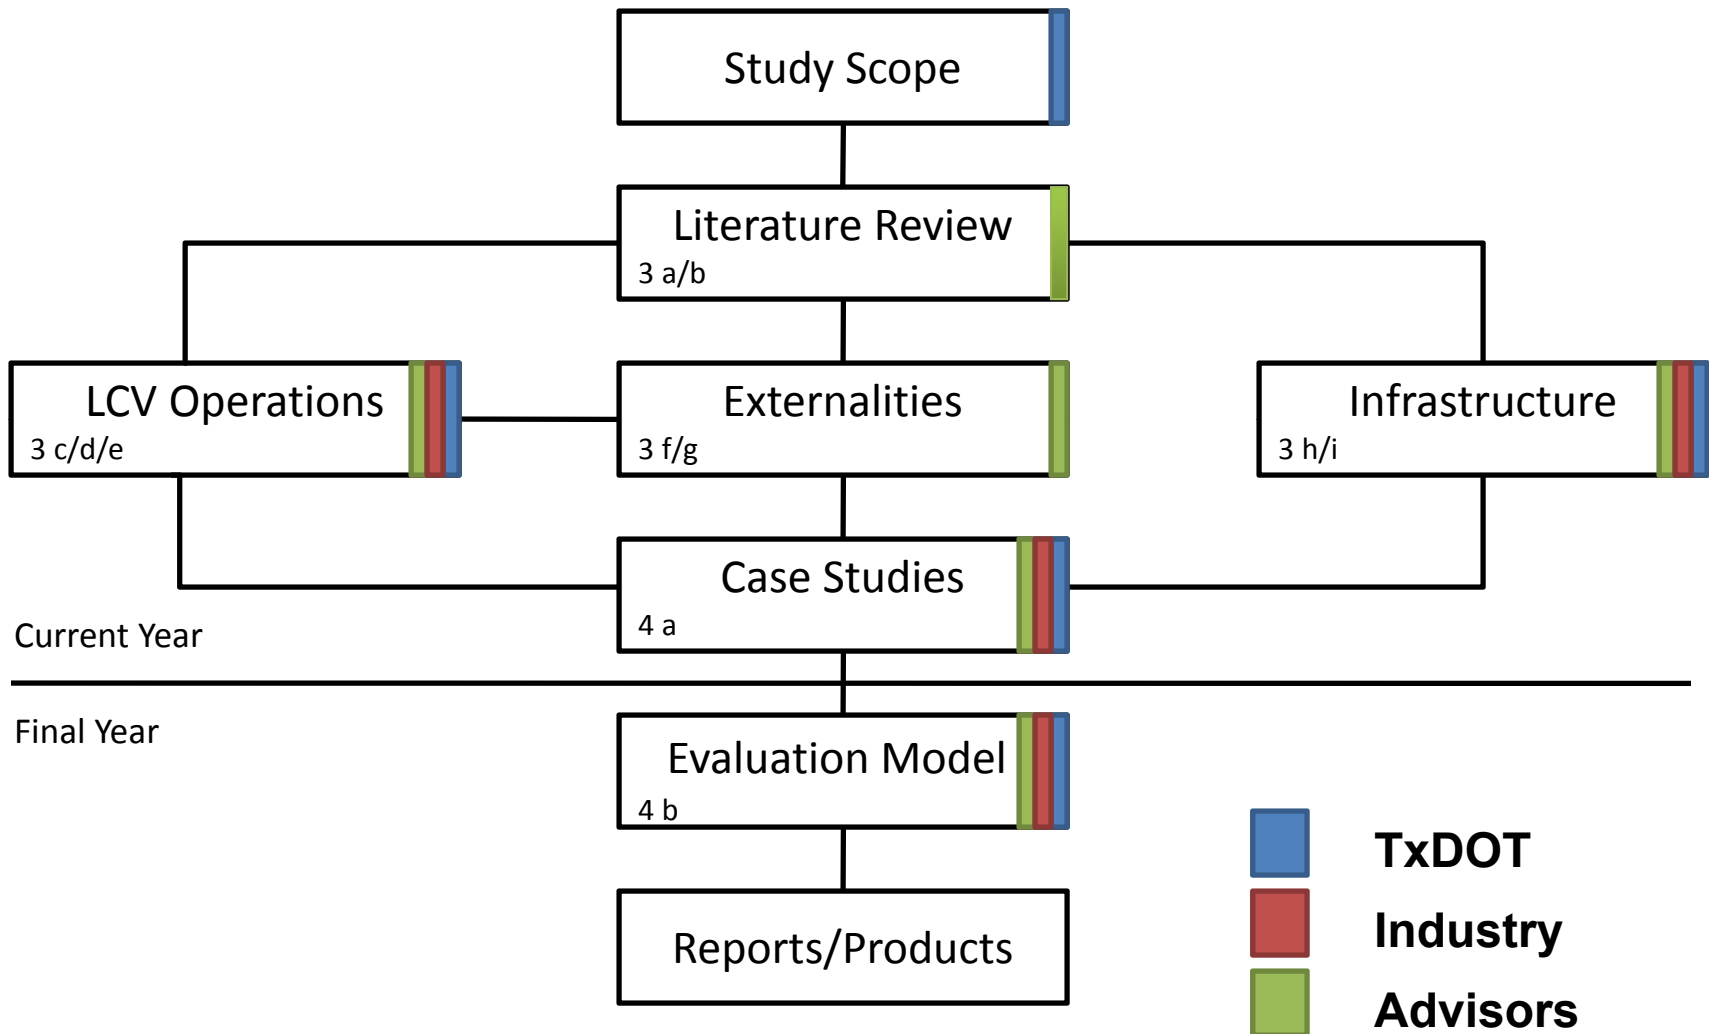 Study Scope
Literature Review
3 a/b
LCV Operations
3 c/d/e
Externalities
3 f/g
Infrastructure
3 h/i
Case Studies
4 a
Current Year
Final Year
Evaluation Model
4 b
Reports/Products
TxDOT
Industry
Advisors